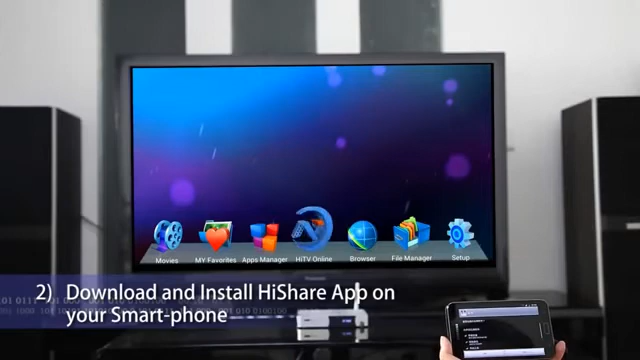 Movies MY Favorites Apps Manager HiTV Online Browser File Manager Setup
2) Download and Install HiShare App on
your Smart-phone